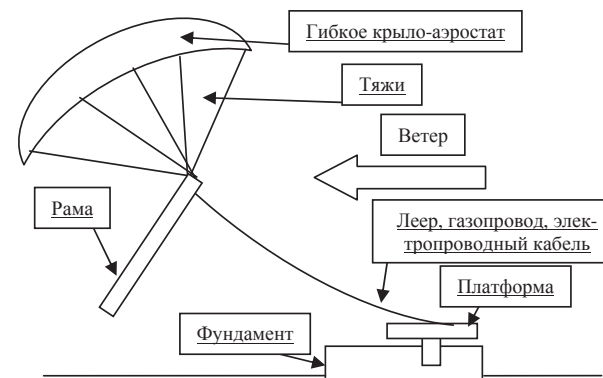 Гибкое крыло-аэростат
Тяжи
Ветер
Рама
Леер, газопровод, элек-
тропроводный кабель
Платформа
Фундамент